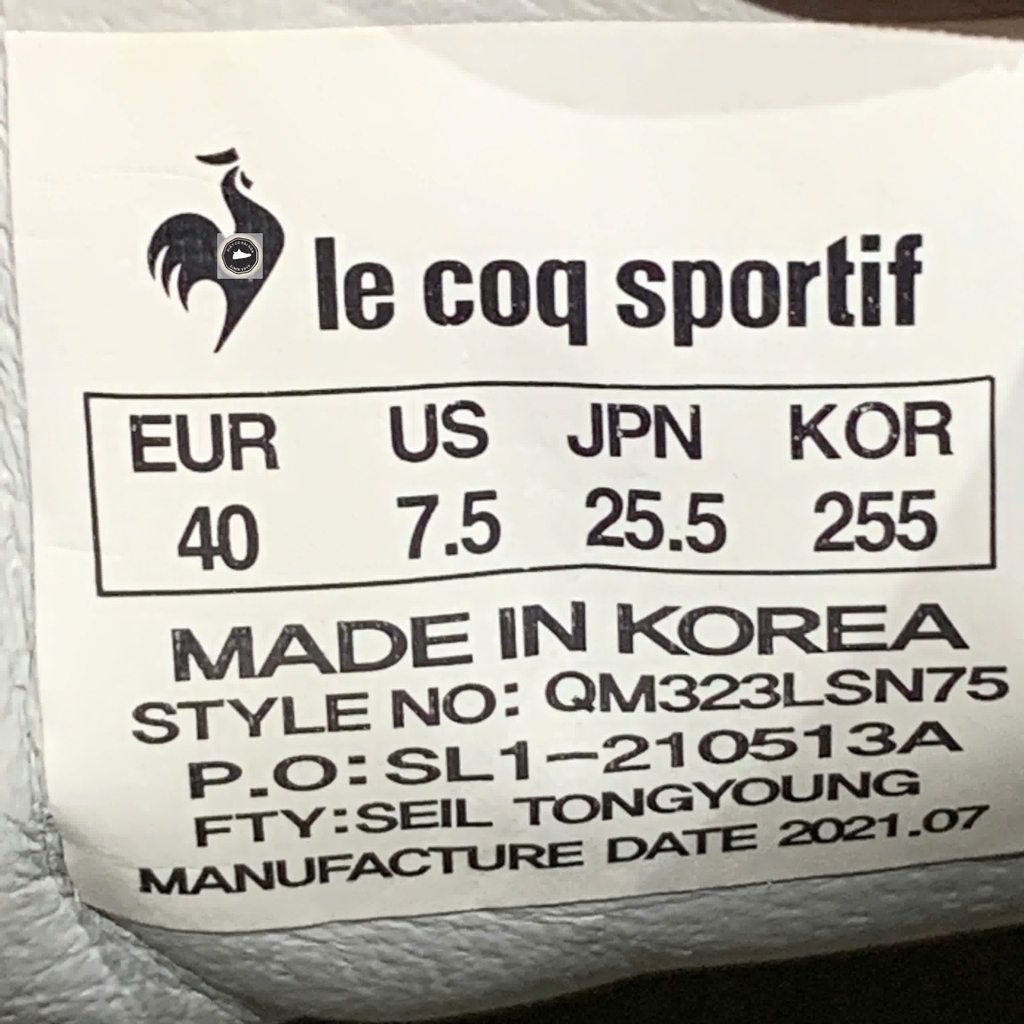 le coq sportif
EUR US JPN KOR
40 7.5 25.5 255
MADE IN KOREA
STYLE NO: QM323LSN75
P.O: SL1-210513A
FTY:SEIL TONGYOUNG
MANUFACTURE DATE 2021.07